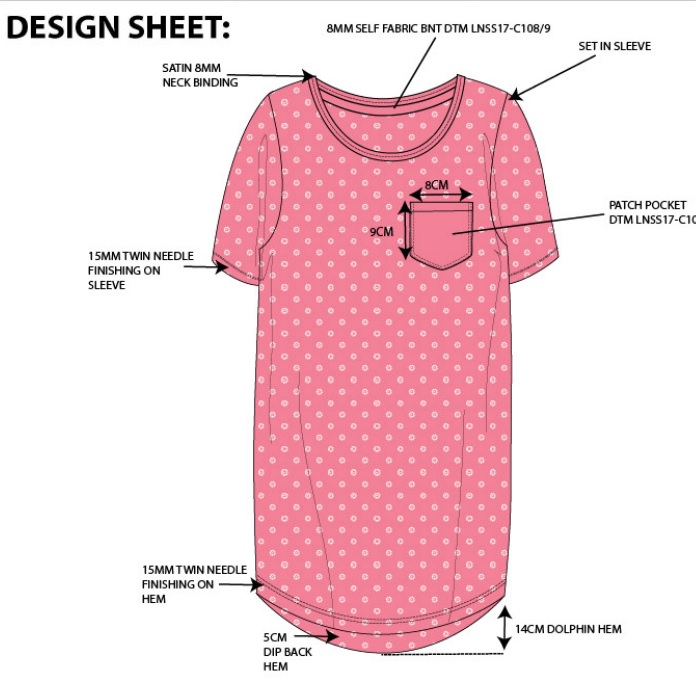 DESIGN SHEET:
8MM SELF FABRIC BNT DTM LNSS17-C108/9
SET IN SLEEVE
SATIN 8MM
NECK BINDING
8CM
9CM
PATCH POCKET
DTM LNSS17-C10
15MM TWIN NEEDLE
FINISHING ON
SLEEVE
15MM TWIN NEEDLE
FINISHING ON
HEM
14CM DOLPHIN HEM
5CM
DIP BACK
HEM